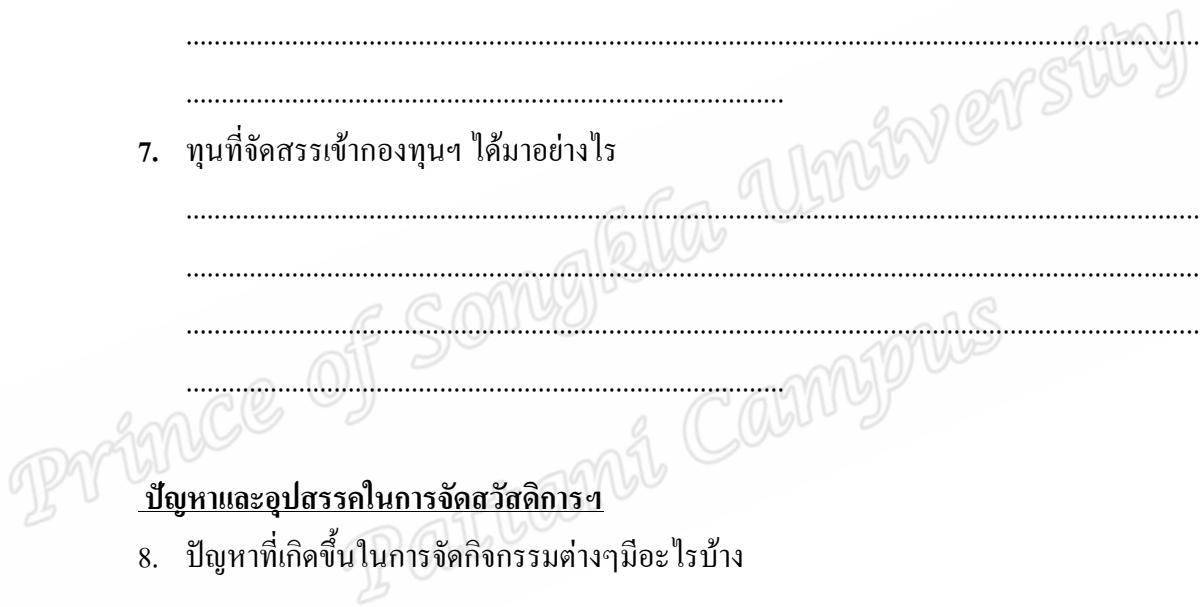 ................................................................................................................................................
.....................................................................................
7. ทุนที่จัดสรรเข้ากองทุนฯ ได้มาอย่างไร
................................................................................................................................................
................................................................................................................................................
................................................................................................................................................
.....................................................................................
ปัญหาและอุปสรรคในการจัดสวัสดิการฯ
8. ปัญหาที่เกิดขึ้นในการจัดกิจกรรมต่างๆมีอะไรบ้าง
Prince of Songkla University
Pattani Campus